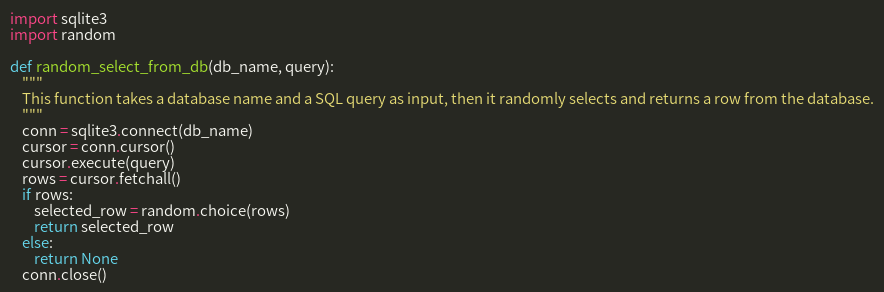 import sqlite3
import random

def random_select_from_db(db_name, query):
    """
    This function takes a database name and a SQL query as input, then it randomly selects and returns a row from the database.
    """
    conn = sqlite3.connect(db_name)
    cursor = conn.cursor()
    cursor.execute(query)
    rows = cursor.fetchall()
    if rows:
        selected_row = random.choice(rows)
        return selected_row
    else:
        return None
    conn.close()